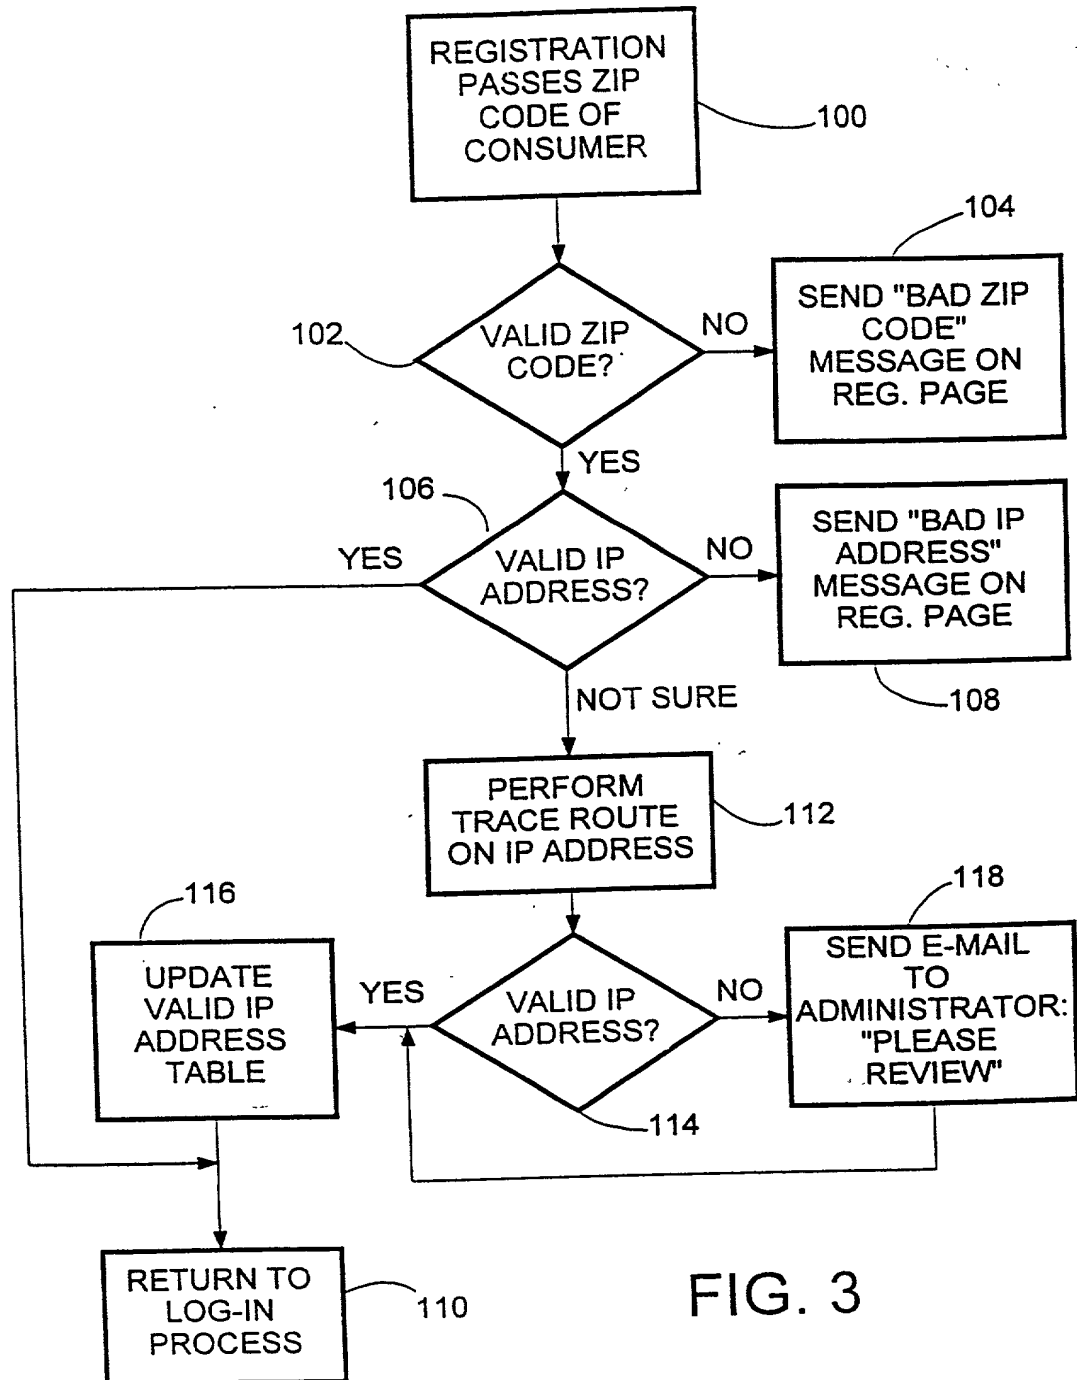 REGISTRATION
PASSES ZIP
CODE OF
CONSUMER
100
104
VALID ZIP
CODE?
102
NO
SEND "BAD ZIP
CODE"
MESSAGE ON
REG. PAGE
YES
106
YES
VALID IP
ADDRESS?
NO
SEND "BAD IP
ADDRESS"
MESSAGE ON
REG. PAGE
108
NOT SURE
PERFORM
TRACE ROUTE
ON IP ADDRESS
112
116
118
UPDATE
VALID IP
ADDRESS
TABLE
YES
VALID IP
ADDRESS?
NO
SEND E-MAIL
TO
ADMINISTRATOR:
"PLEASE
REVIEW"
114
RETURN TO
LOG-IN
PROCESS
110
FIG. 3